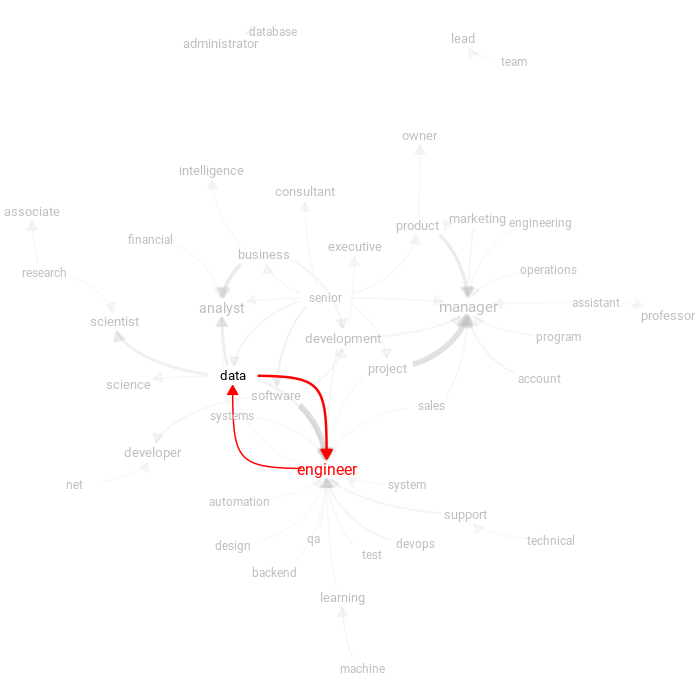 database
administrator
lead
team
owner
intelligence
consultant
associate
product
marketing
engineering
financial
executive
business
research
operations
senior
assistant
analyst
manager
professor
scientist
development
program
project
data
account
science
software
sales
systems
developer
engineer
net
system
automation
support
qa
technical
design
devops
test
backend
learning
machine